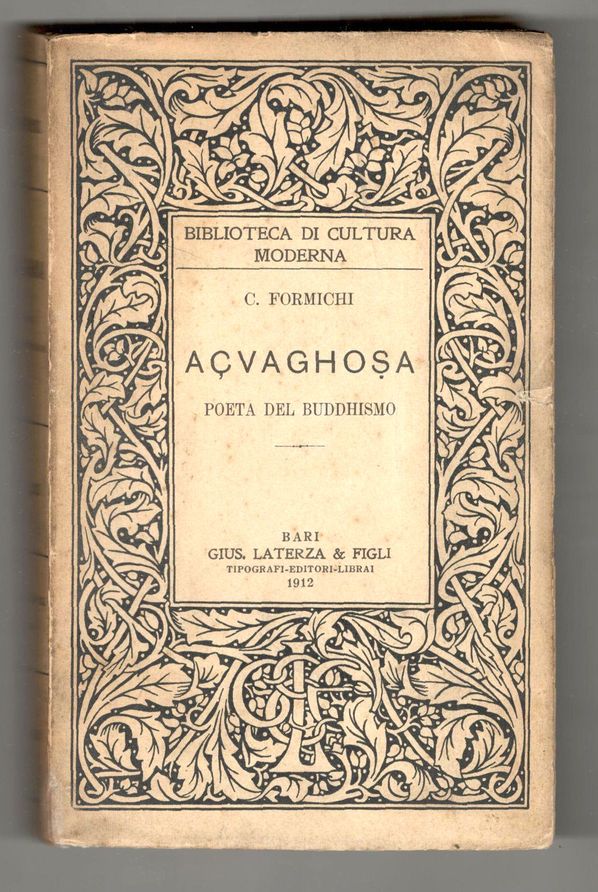 BIBLIOTECA DI CULTURA
MODERNA
C. FORMICHI
AÇVAGHOṢA
POETA DEL BUDDHISMO
BARI
GIUS. LATERZA & FIGLI
TIPOGRAFI-EDITORI-LIBRAI
1912